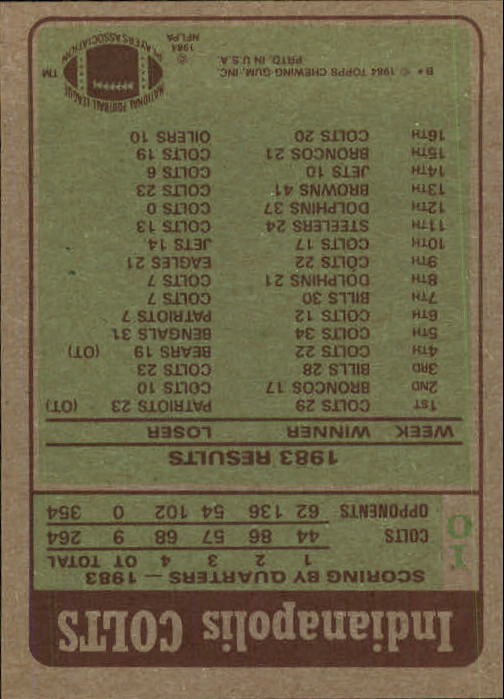 Indianapolis COLTS
10
SCORING BY QUARTERS — 1983
1 2 3 4 OT TOTAL
COLTS 44 86 57 68 9 264
OPPONENTS 62 136 54 102 0 354
1983 RESULTS
WEEK WINNER LOSER
1ST COLTS 29 PATRIOTS 23 (OT)
2ND BRONCOS 17 COLTS 10
3RD BILLS 28 COLTS 23
4TH COLTS 22 BEARS 19 (OT)
5TH COLTS 34 BENGALS 31
6TH COLTS 12 PATRIOTS 7
7TH BILLS 30 COLTS 7
8TH DOLPHINS 21 COLTS 7
9TH COLTS 22 EAGLES 21
10TH COLTS 17 JETS 14
11TH STEELERS 24 COLTS 13
12TH DOLPHINS 37 COLTS 0
13TH BROWNS 41 COLTS 23
14TH JETS 10 COLTS 6
15TH BRONCOS 21 COLTS 19
16TH COLTS 20 OILERS 10
B* © 1984 TOPPS CHEWING GUM, INC.
PRTD. IN U.S.A.
© 1984 NFLPA
NATIONAL FOOTBALL LEAGUE PLAYERS ASSOCIATION
TM